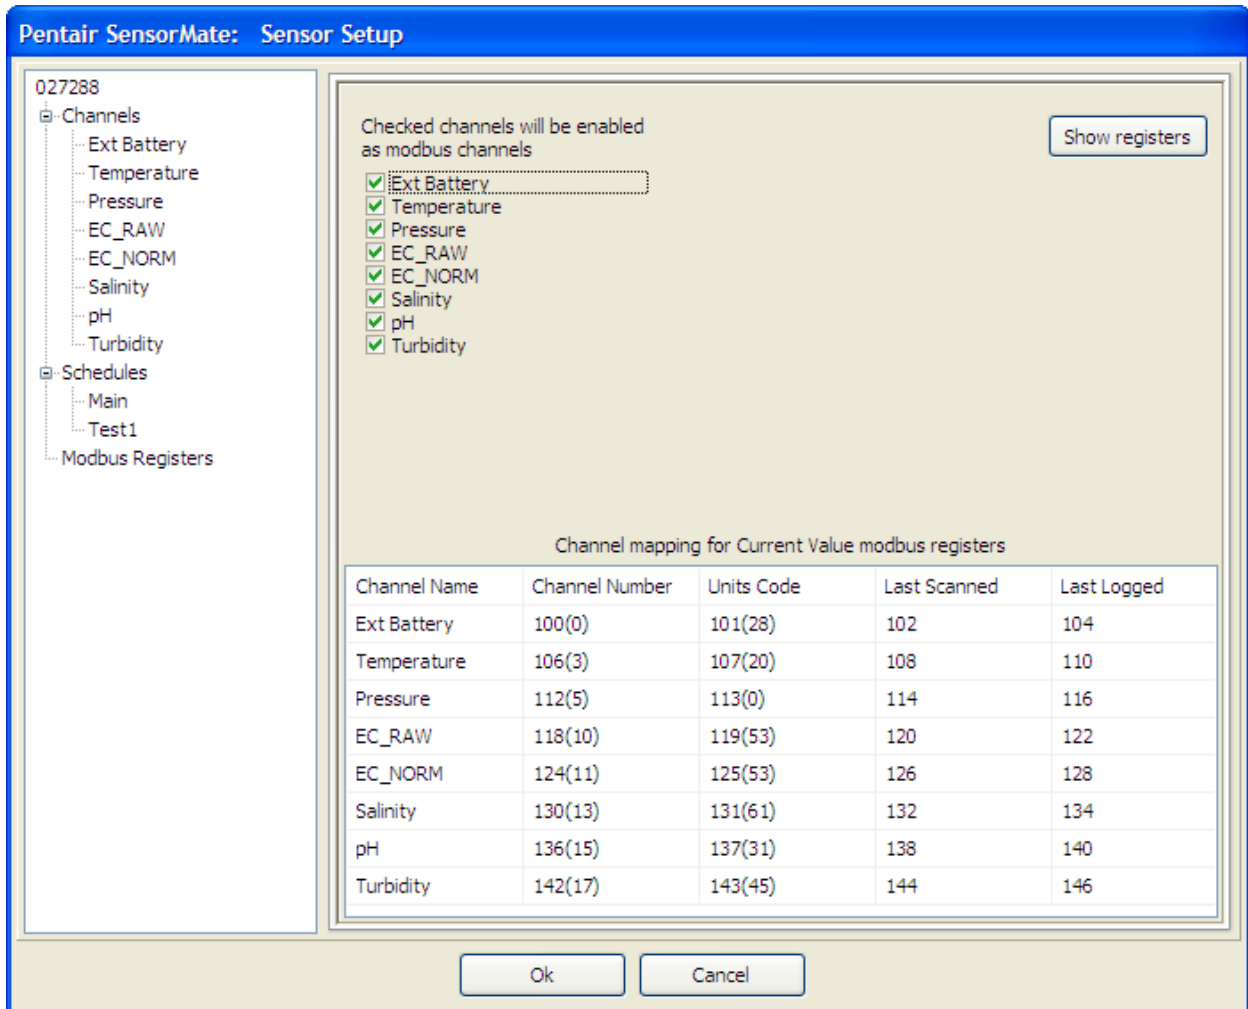 Pentair SensorMate:   Sensor Setup
027288
Channels
Ext Battery
Temperature
Pressure
EC_RAW
EC_NORM
Salinity
pH
Turbidity
Schedules
Main
Test1
Modbus Registers
Checked channels will be enabled
as modbus channels
Show registers
Ext Battery
Temperature
Pressure
EC_RAW
EC_NORM
Salinity
pH
Turbidity
Channel mapping for Current Value modbus registers
Channel Name Channel Number Units Code Last Scanned Last Logged
Ext Battery 100(0) 101(28) 102 104
Temperature 106(3) 107(20) 108 110
Pressure 112(5) 113(0) 114 116
EC_RAW 118(10) 119(53) 120 122
EC_NORM 124(11) 125(53) 126 128
Salinity 130(13) 131(61) 132 134
pH 136(15) 137(31) 138 140
Turbidity 142(17) 143(45) 144 146
Ok Cancel